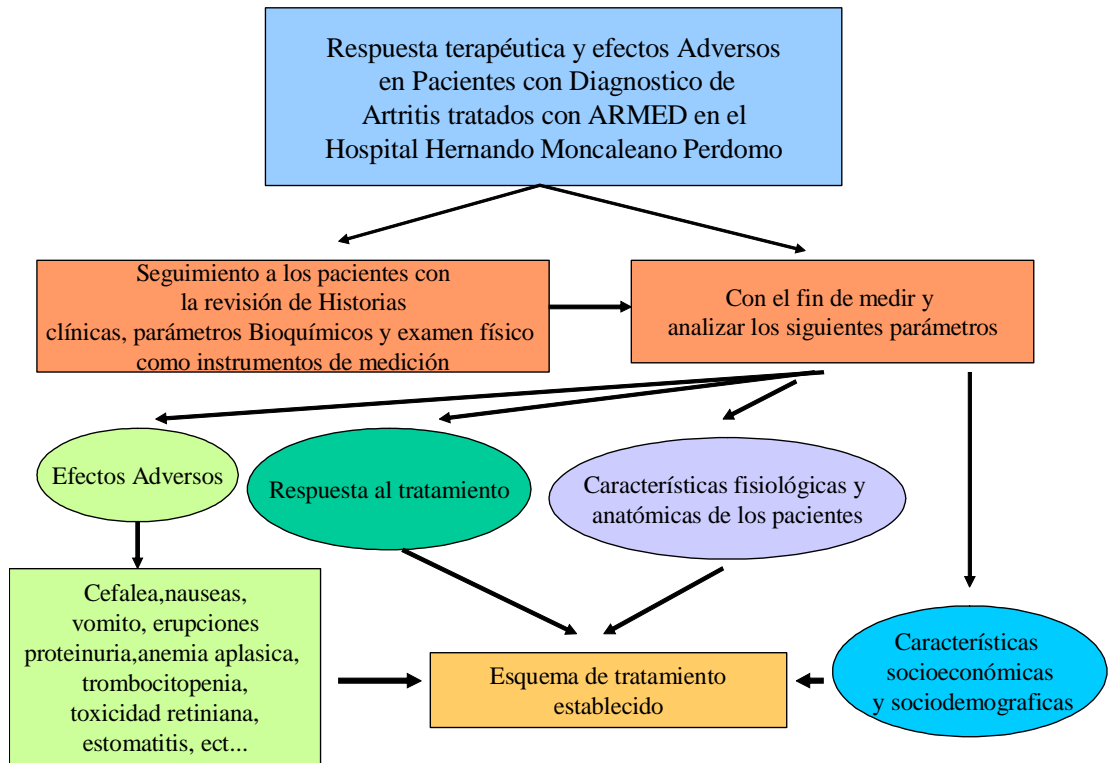 Respuesta terapéutica y efectos Adversos
en Pacientes con Diagnostico de
Artritis tratados con ARMED en el
Hospital Hernando Moncaleano Perdomo
Seguimiento a los pacientes con
la revisión de Historias
clínicas, parámetros Bioquímicos y examen físico
como instrumentos de medición
Con el fin de medir y
analizar los siguientes parámetros
Efectos Adversos
Respuesta al tratamiento
Características fisiológicas y
anatómicas de los pacientes
Cefalea,nauseas,
vomito, erupciones
proteinuria,anemia aplasica,
trombocitopenia,
toxicidad retiniana,
estomatitis, ect...
Esquema de tratamiento
establecido
Características
socioeconómicas
y sociodemograficas